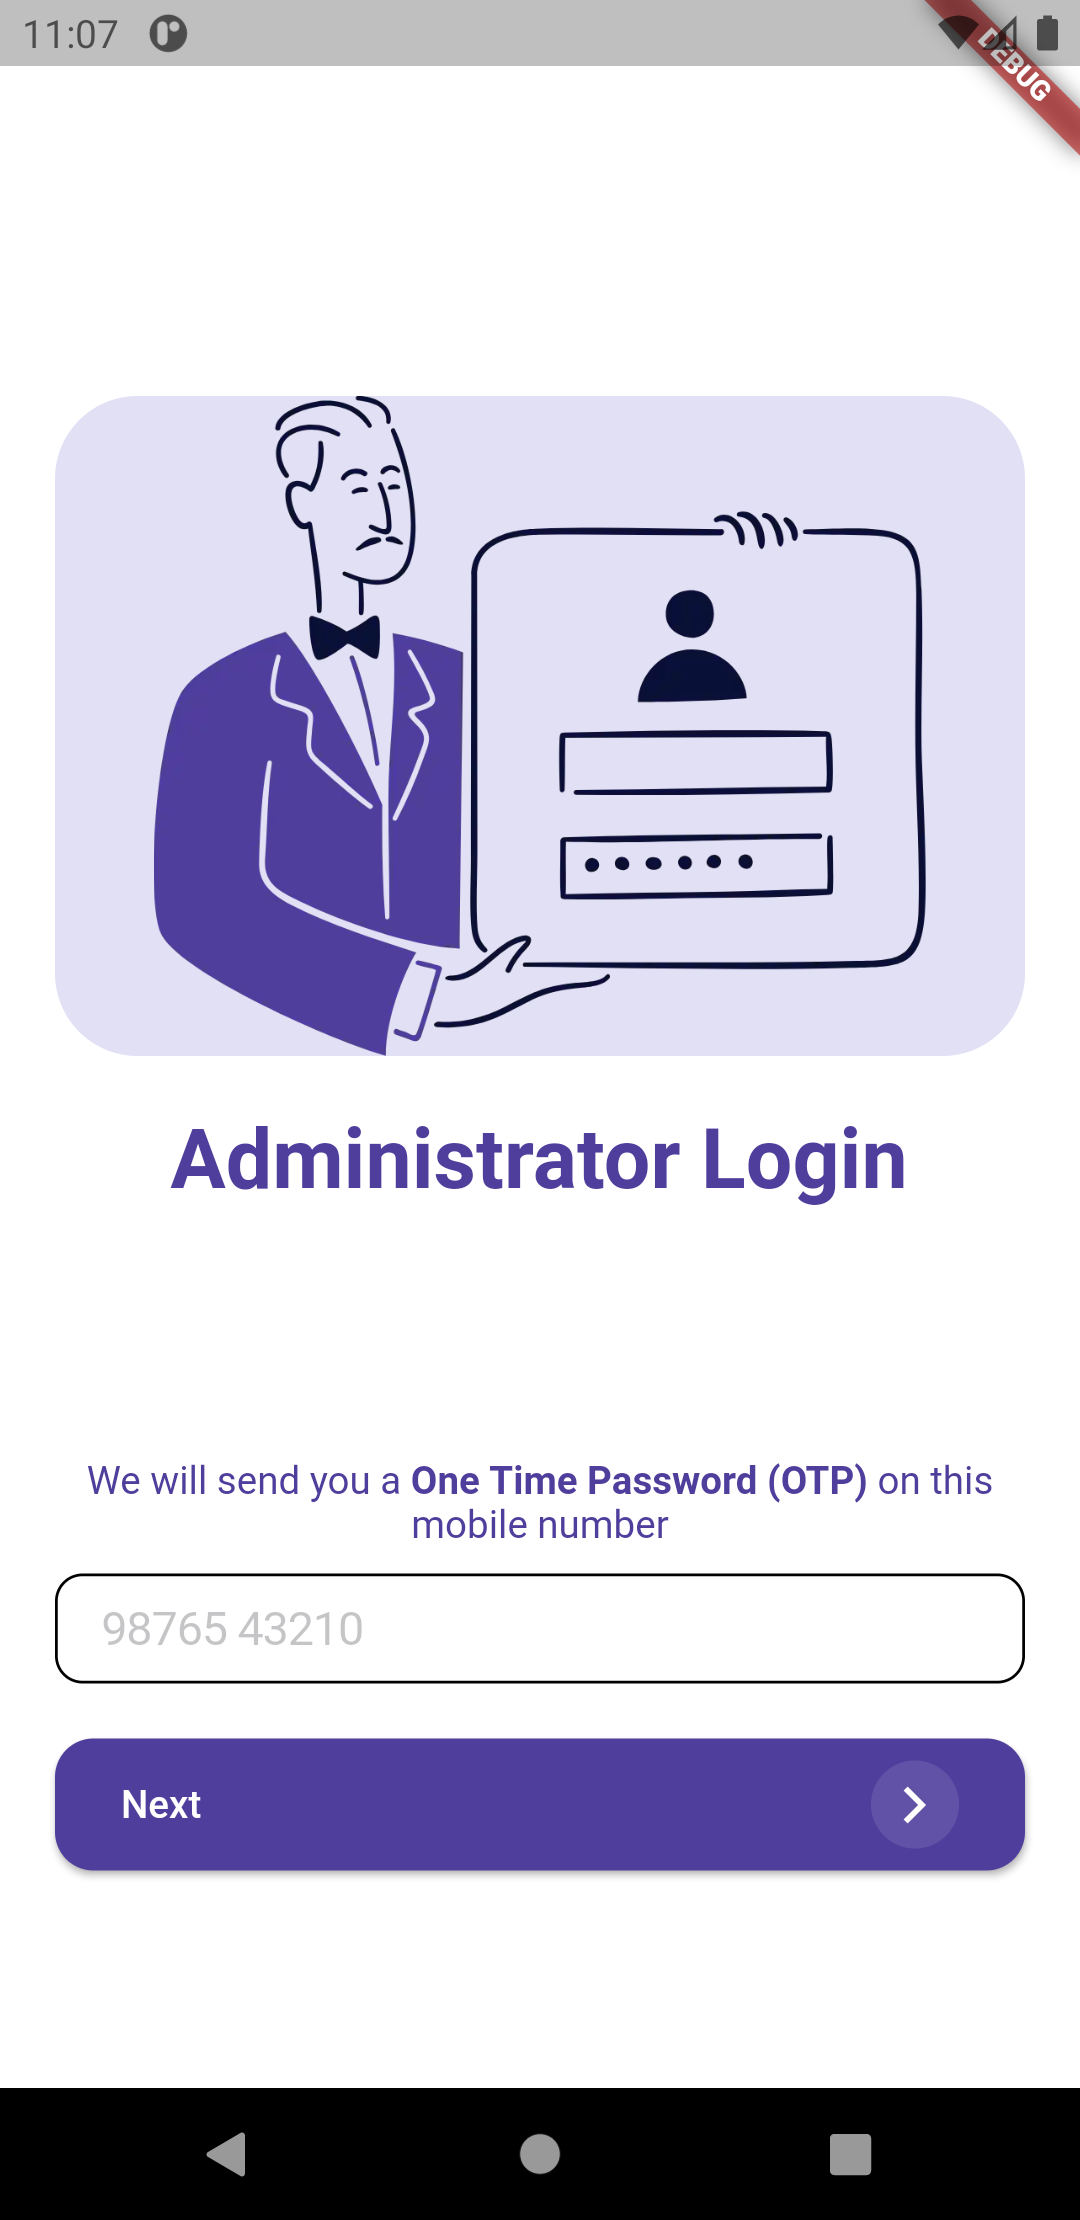 11:07
DEBUG
Administrator Login
We will send you a One Time Password (OTP) on this
mobile number
98765 43210
Next